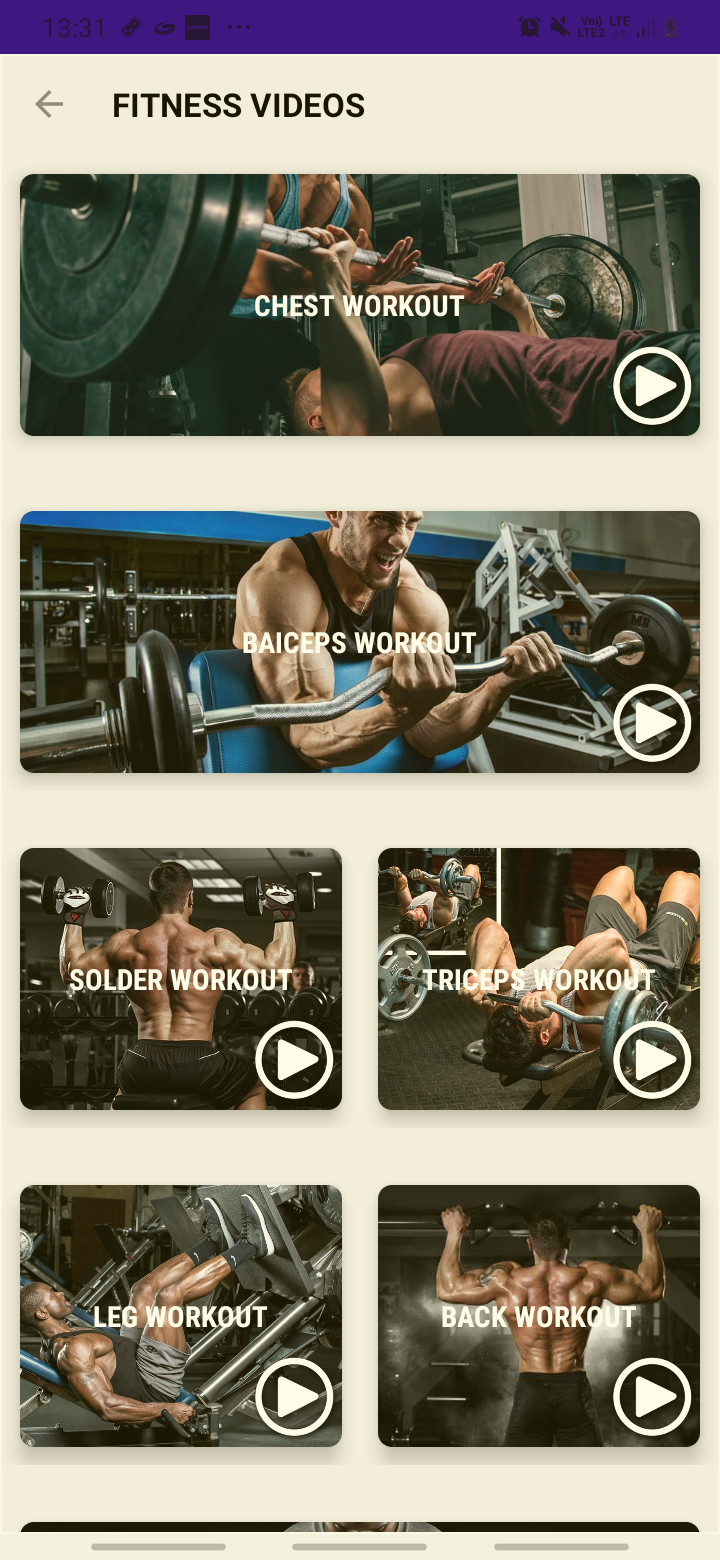 13:31
Vo))
LTE2
LTE
FITNESS VIDEOS
CHEST WORKOUT
BAICEPS WORKOUT
SOLDER WORKOUT
TRICEPS WORKOUT
LEG WORKOUT
BACK WORKOUT